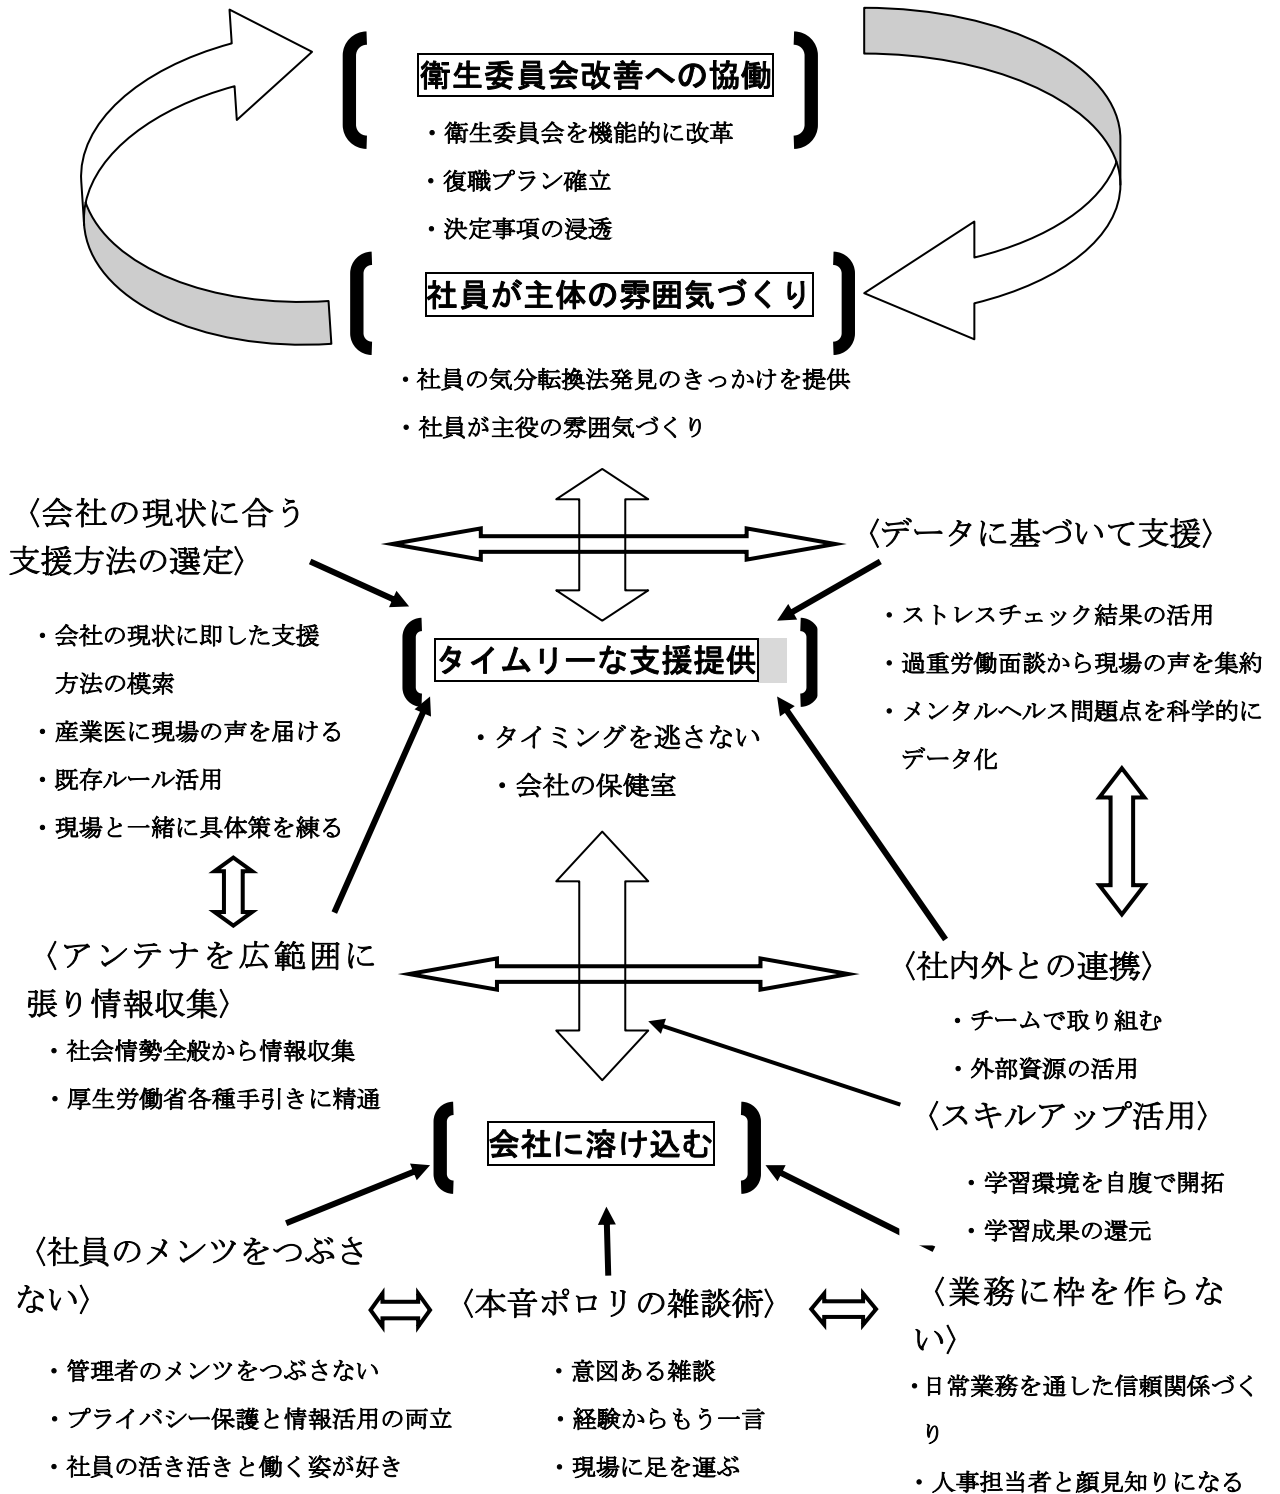 衛生委員会改善への協働
・衛生委員会を機能的に改革
・復職プラン確立
・決定事項の浸透
社員が主体の雰囲気づくり
・社員の気分転換法発見のきっかけを提供
・社員が主役の雰囲気づくり
〈会社の現状に合う
支援方法の選定〉
・会社の現状に即した支援
方法の模索
・産業医に現場の声を届ける
・既存ルール活用
・現場と一緒に具体策を練る
〈データに基づいて支援〉
・ストレスチェック結果の活用
・過重労働面談から現場の声を集約
・メンタルヘルス問題点を科学的に
データ化
タイムリーな支援提供
・タイミングを逃さない
・会社の保健室
〈アンテナを広範囲に
張り情報収集〉
・社会情勢全般から情報収集
・厚生労働省各種手引きに精通
〈社内外との連携〉
・チームで取り組む
・外部資源の活用
〈スキルアップ活用〉
・学習環境を自腹で開拓
・学習成果の還元
会社に溶け込む
〈社員のメンツをつぶさ
ない〉
・管理者のメンツをつぶさない
・プライバシー保護と情報活用の両立
・社員の活き活きと働く姿が好き
〈本音ポロリの雑談術〉
・意図ある雑談
・経験からもう一言
・現場に足を運ぶ
〈業務に枠を作らな
い〉
・日常業務を通した信頼関係づく
り
・人事担当者と顔見知りになる